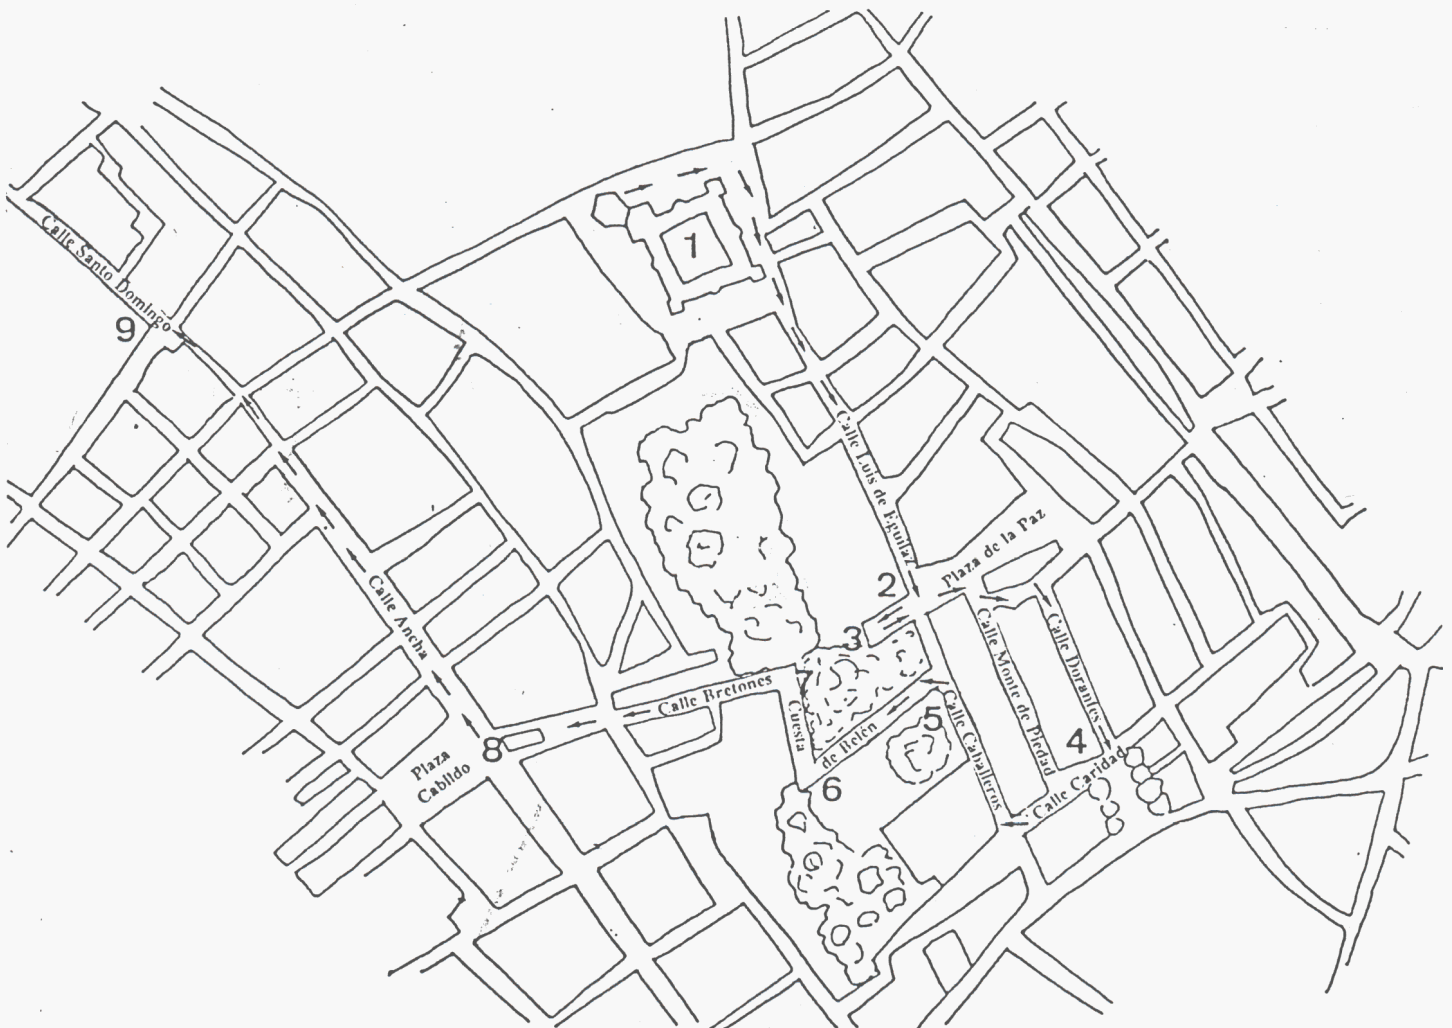 Calle Santo Domingo
9
1
Calle Luis de Eguilaz
Plaza de la Paz
2
3
Calle Ancha
Calle Monte de Piedad
Calle Dorantes
7
Calle Bretones
Cuesta
de Belén
5
Calle Caballeros
4
8
Plaza
Cabildo
6
Calle Caridad